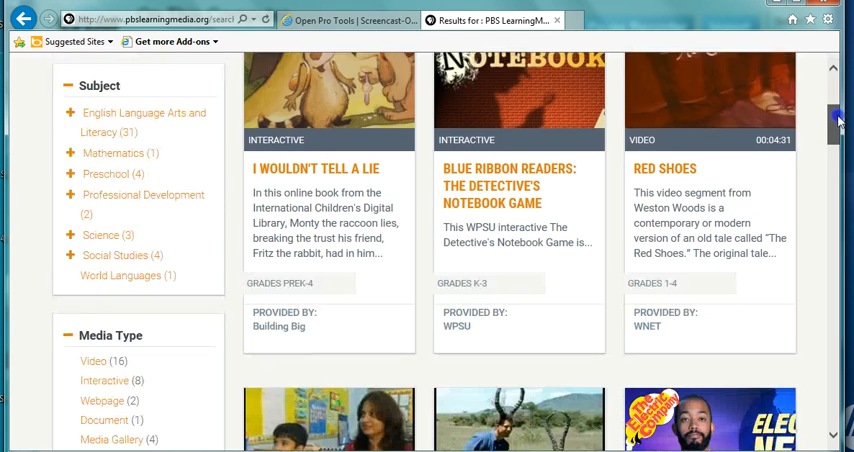 http://www.pbslearningmedia.org/search
Open Pro Tools | Screencast-O...
Results for : PBS LearningM...
Suggested Sites
Get more Add-ons
Subject
English Language Arts and
Literacy (31)
Mathematics (1)
Preschool (4)
Professional Development
(2)
Science (3)
Social Studies (4)
World Languages (1)
Media Type
Video (16)
Interactive (8)
Webpage (2)
Document (1)
Media Gallery (4)
INTERACTIVE
I WOULDN'T TELL A LIE
In this online book from the
International Children's Digital
Library, Monty the raccoon lies,
breaking the trust his friend,
Fritz the rabbit, had in him...
GRADES PREK-4
PROVIDED BY:
Building Big
NOTEBOOK
INTERACTIVE
BLUE RIBBON READERS:
THE DETECTIVE'S
NOTEBOOK GAME
This WPSU interactive The
Detective's Notebook Game is...
GRADES K-3
PROVIDED BY:
WPSU
VIDEO 00:04:31
RED SHOES
This video segment from
Weston Woods is a
contemporary or modern
version of an old tale called "The
Red Shoes." The original tale...
GRADES 1-4
PROVIDED BY:
WNET
The
Electric
Company
ELEC
NE